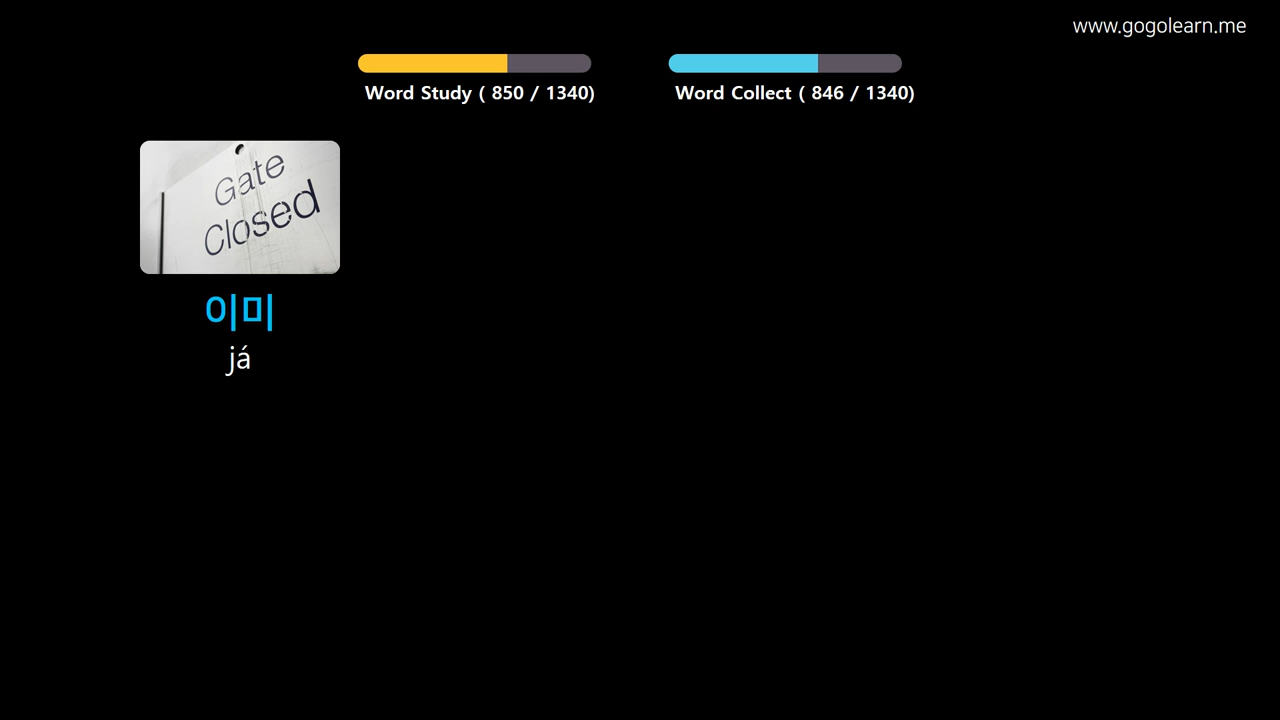 www.gogolearn.me
Word Study ( 850 / 1340)
Word Collect ( 846 / 1340)
Gate
Closed
이미
já